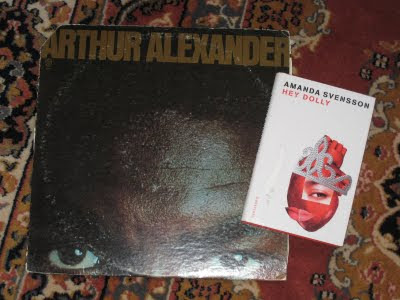 ARTHUR ALEXANDER
AMANDA SVENSSON
HEY DOLLY